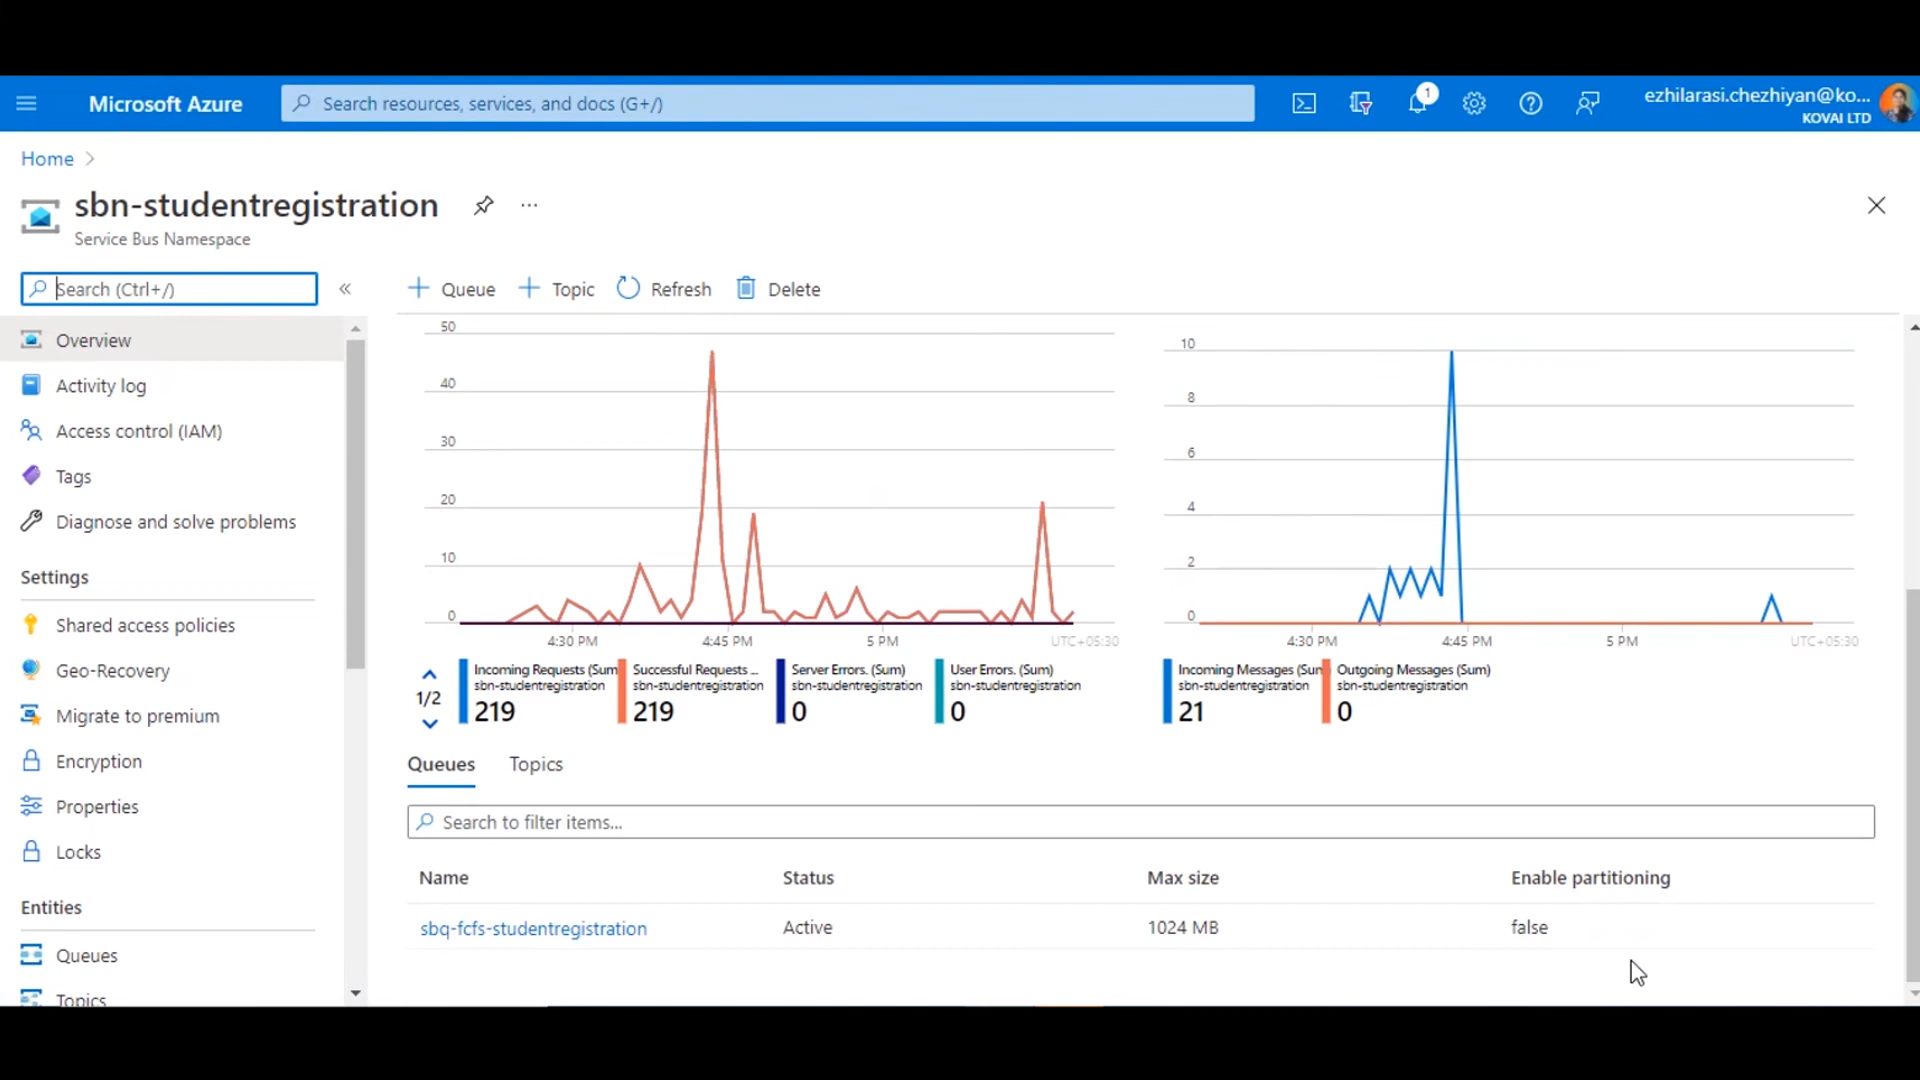 Microsoft Azure
Search resources, services, and docs (G+/)
1
ezhilarasi.chezhiyan@ko...
KOVAI LTD
Home
sbn-studentregistration
...
Service Bus Namespace
Search (Ctrl+/)
«
+ Queue
+ Topic
Refresh
Delete
Overview
Activity log
Access control (IAM)
Tags
Diagnose and solve problems
Settings
Shared access policies
Geo-Recovery
Migrate to premium
Encryption
Properties
Locks
Entities
Queues
Topics
50
40
30
20
10
0
4:30 PM
4:45 PM
5 PM
UTC+05:30
1/2
Incoming Requests (Sum
sbn-studentregistration
219
Successful Requests ...
sbn-studentregistration
219
Server Errors. (Sum)
sbn-studentregistration
0
User Errors. (Sum)
sbn-studentregistration
0
10
8
6
4
2
0
4:30 PM
4:45 PM
5 PM
UTC+05:30
Incoming Messages (Sum
sbn-studentregistration
21
Outgoing Messages (Sum)
sbn-studentregistration
0
Queues
Topics
Search to filter items...
Name
Status
Max size
Enable partitioning
sbq-fcfs-studentregistration
Active
1024 MB
false